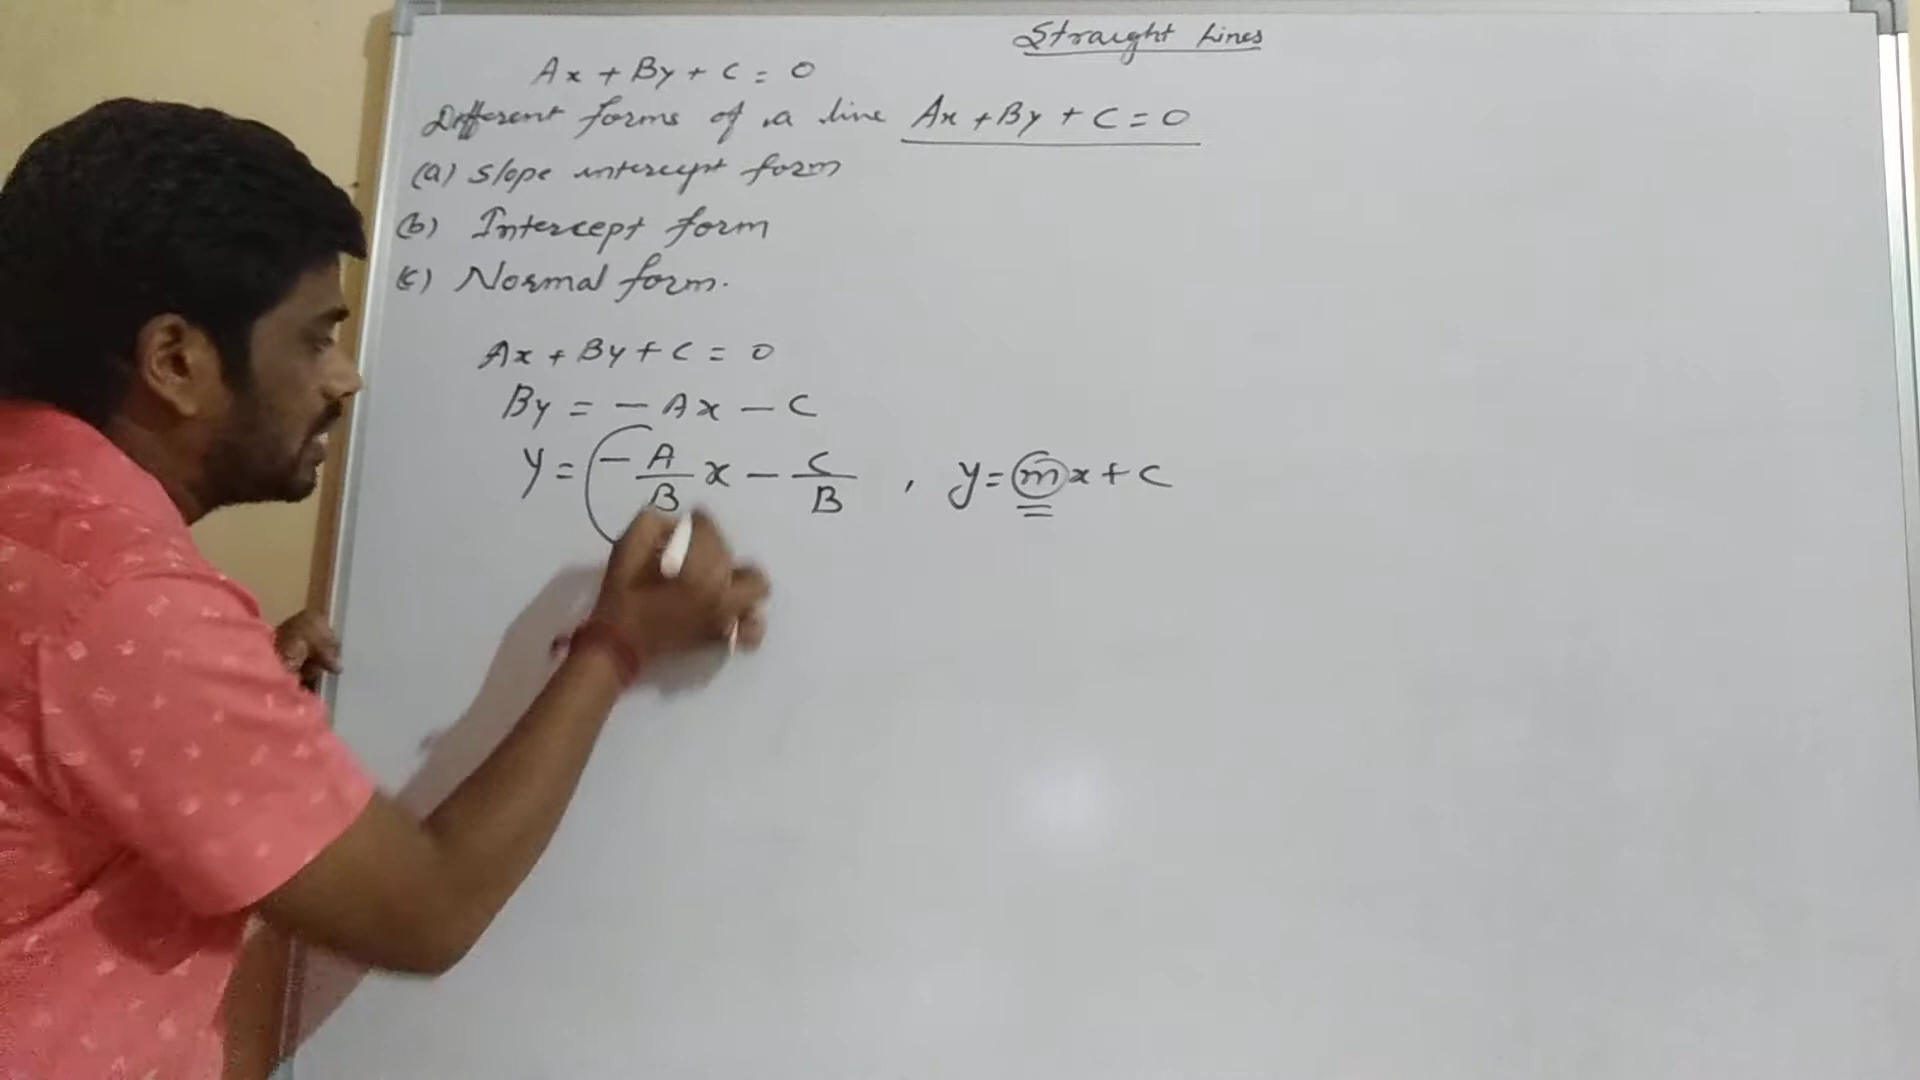 Straight Lines
Ax + By + C = 0
Different forms of a line Ax + By + C = 0
(a) Slope intercept form
(b) Intercept form
(c) Normal form.
Ax + By + C = 0
By = - Ax - C
y = (- A/B x - C/B , y = mx + C